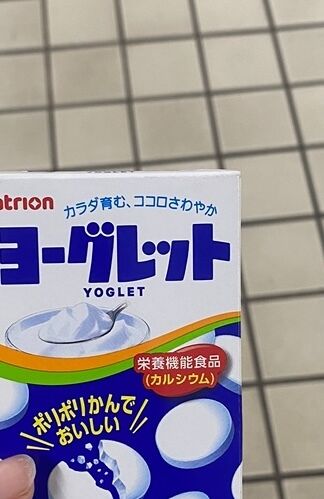 atrion
カラダ育む、ココロさわやか
ヨーグレット
YOGLET
栄養機能食品
(カルシウム)
ポリポリかんで
おいしい